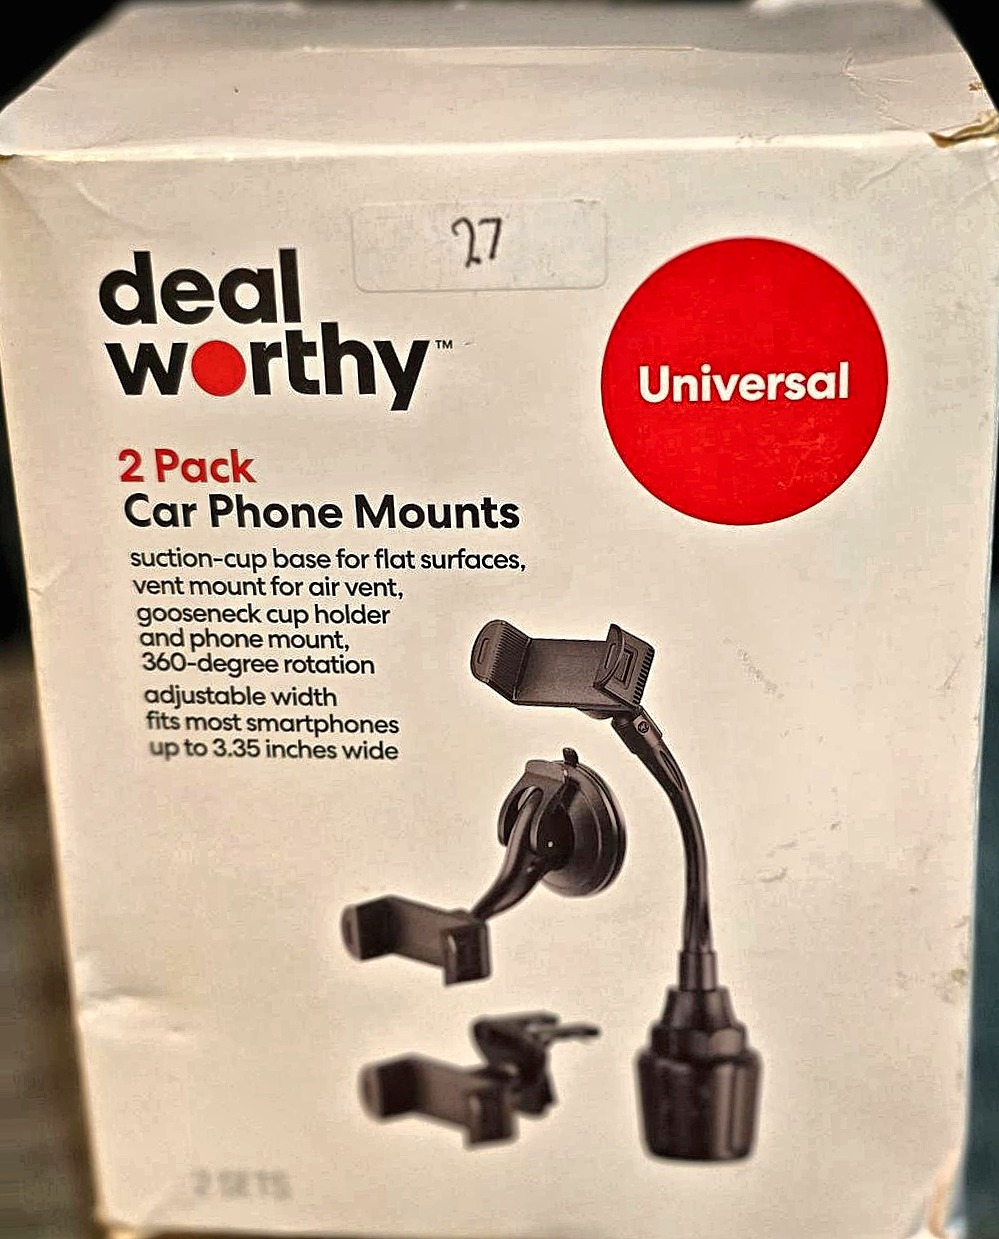 27
deal
worthy™
Universal
2 Pack
Car Phone Mounts
suction-cup base for flat surfaces,
vent mount for air vent,
gooseneck cup holder
and phone mount,
360-degree rotation
adjustable width
fits most smartphones
up to 3.35 inches wide
2 SETS